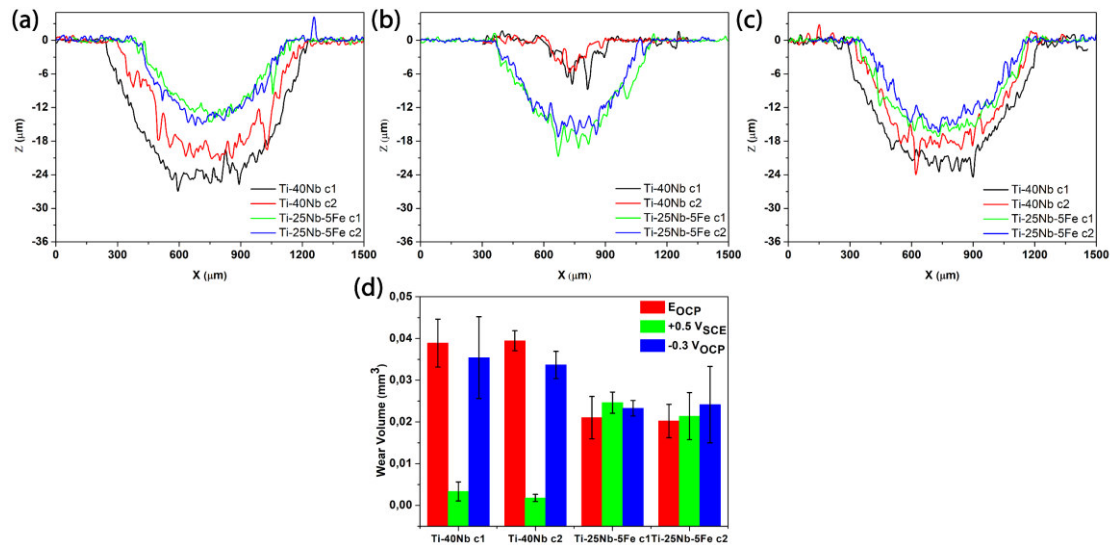 (a)
0
-6
-12
-18
-24
-30
-36
Z (μm)
Ti-40Nb c1
Ti-40Nb c2
Ti-25Nb-5Fe c1
Ti-25Nb-5Fe c2
0 300 600 900 1200 1500
X (μm)
(b)
0
-6
-12
-18
-24
-30
-36
Z (μm)
Ti-40Nb c1
Ti-40Nb c2
Ti-25Nb-5Fe c1
Ti-25Nb-5Fe c2
0 300 600 900 1200 1500
X (μm)
(c)
0
-6
-12
-18
-24
-30
-36
Z (μm)
Ti-40Nb c1
Ti-40Nb c2
Ti-25Nb-5Fe c1
Ti-25Nb-5Fe c2
0 300 600 900 1200 1500
X (μm)
(d)
0,05
0,04
0,03
0,02
0,01
0,00
Wear Volume (mm³)
E_OCP
+0.5 V_SCE
-0.3 V_OCP
Ti-40Nb c1 Ti-40Nb c2 Ti-25Nb-5Fe c1 Ti-25Nb-5Fe c2